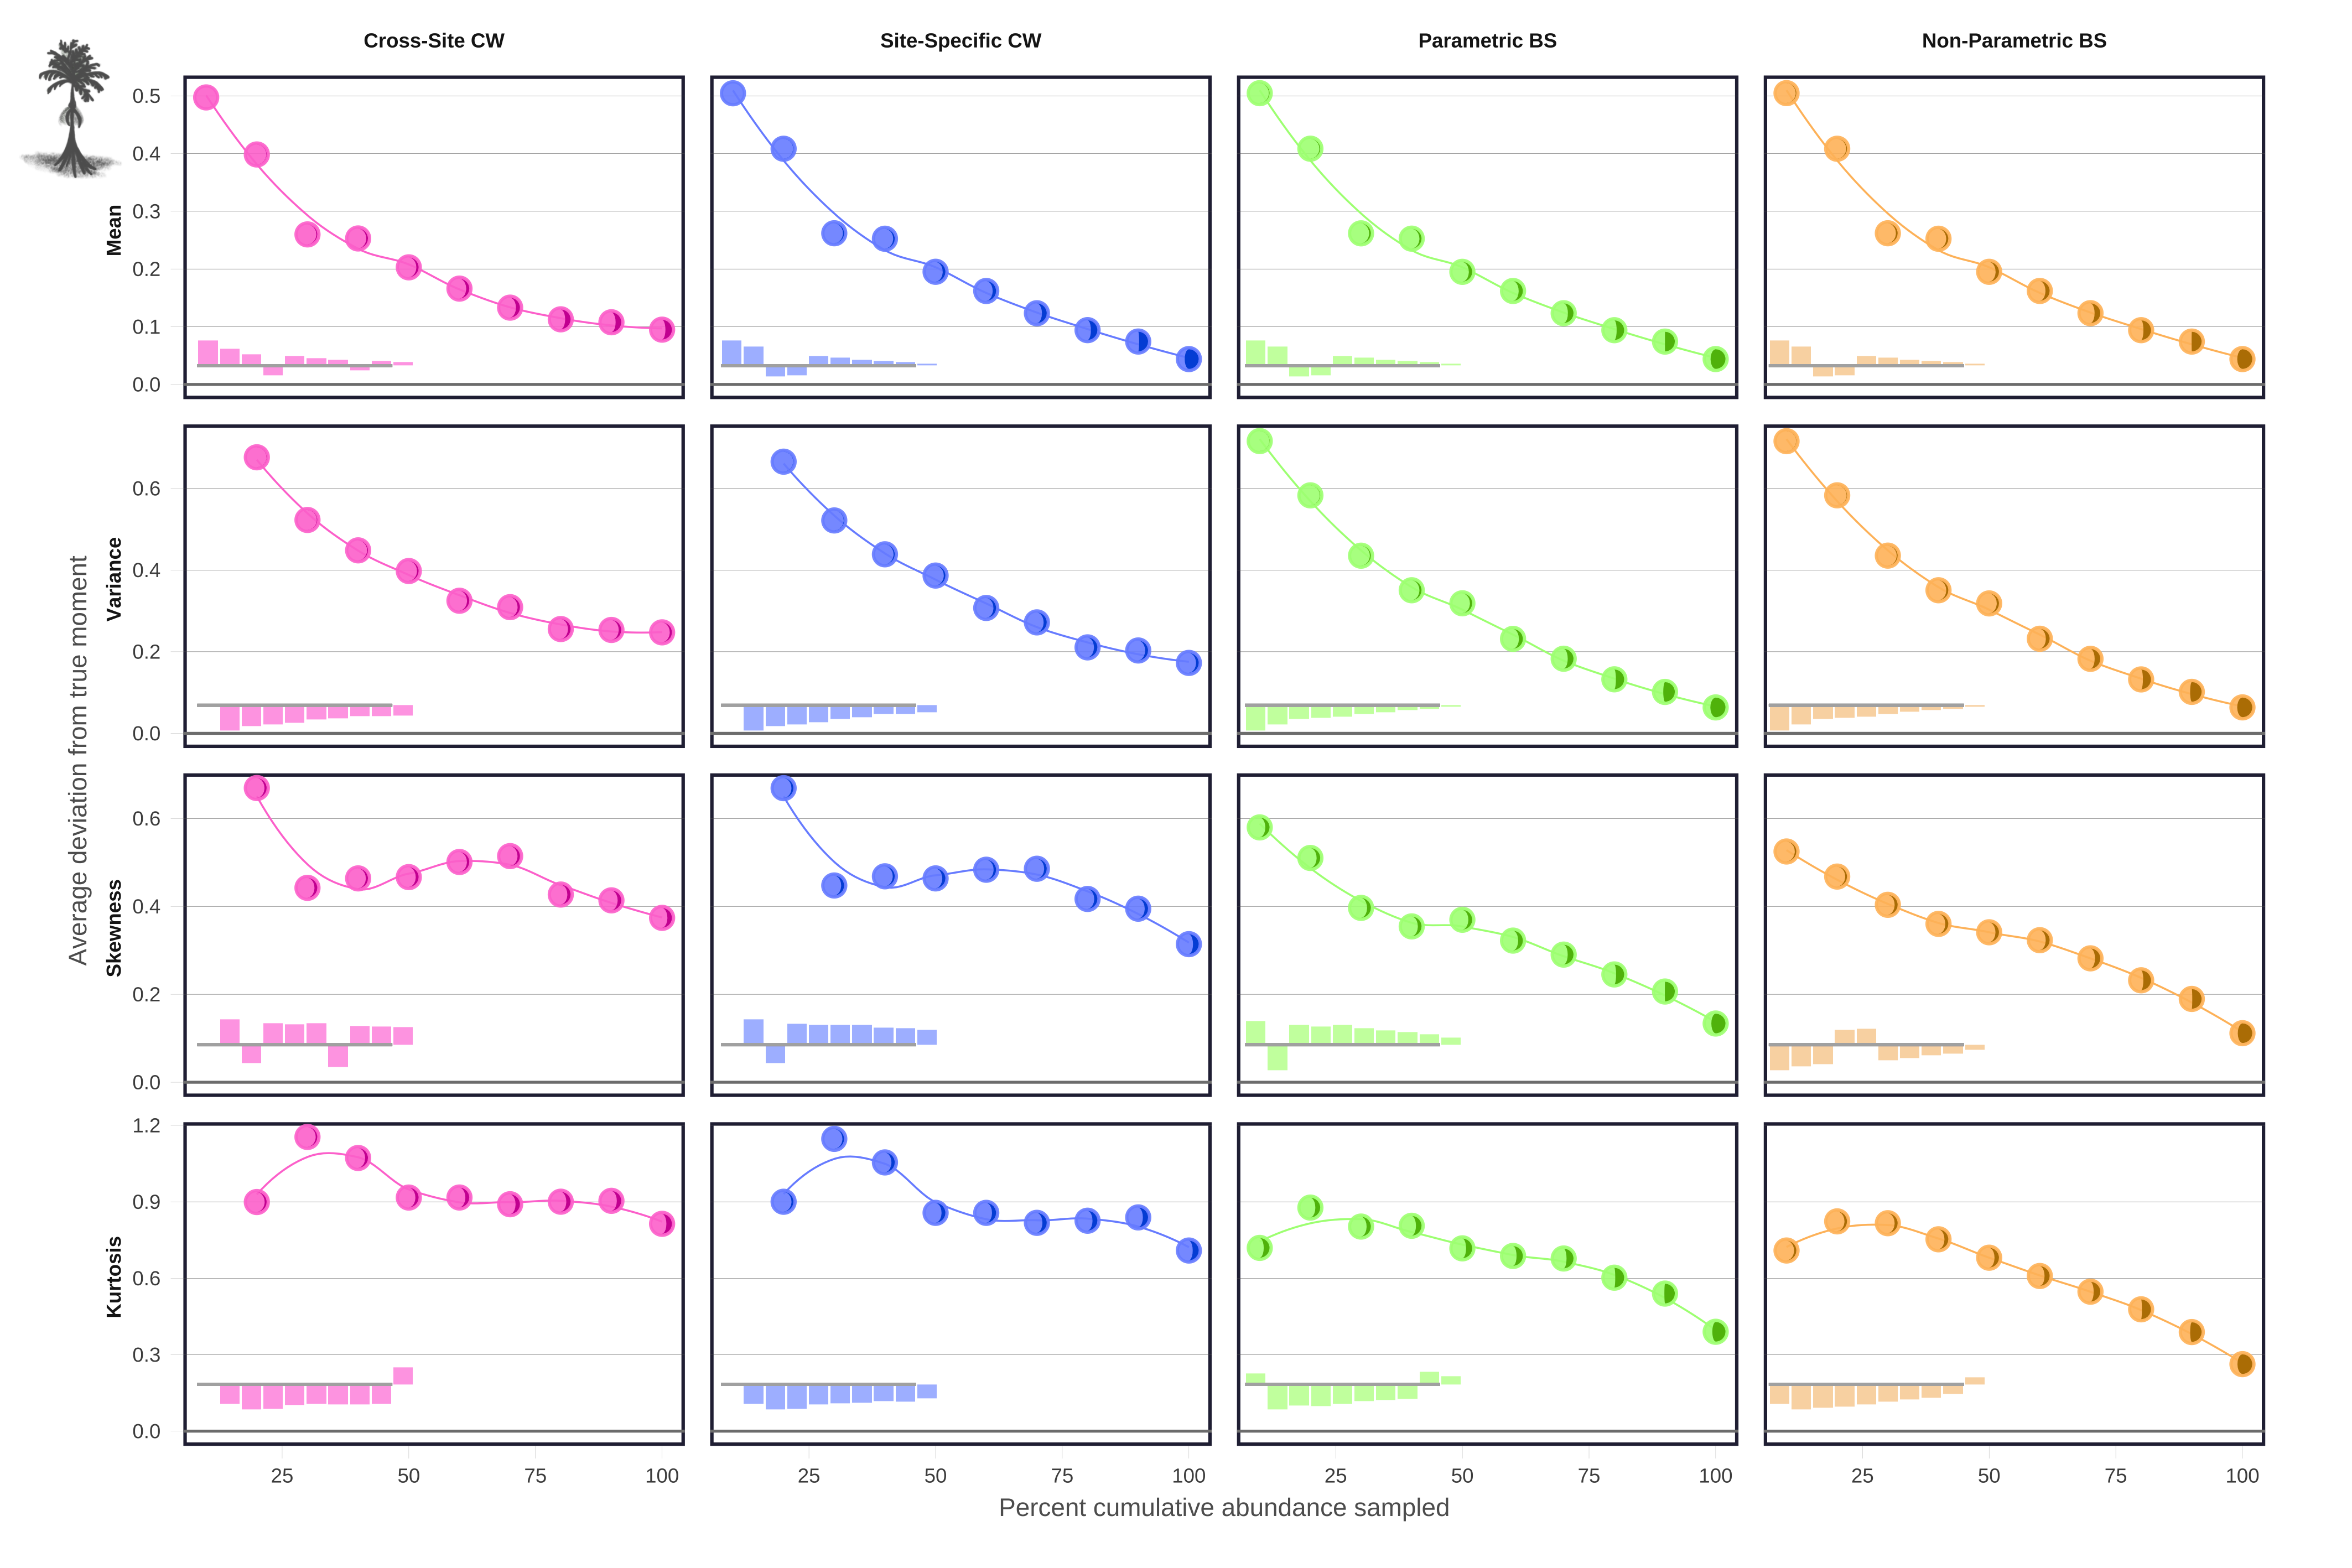 Cross-Site CW Site-Specific CW Parametric BS Non-Parametric BS
Average deviation from true moment
Mean
0.5
0.4
0.3
0.2
0.1
0.0
Variance
0.6
0.4
0.2
0.0
Skewness
0.6
0.4
0.2
0.0
Kurtosis
1.2
0.9
0.6
0.3
0.0
25 50 75 100 25 50 75 100 25 50 75 100 25 50 75 100
Percent cumulative abundance sampled